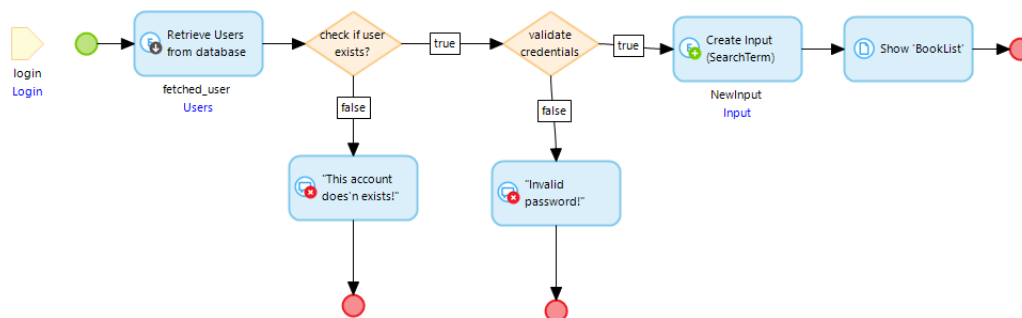 login
Login
Retrieve Users
from database
fetched_user
Users
check if user
exists?
true
false
"This account
does'n exists!"
validate
credentials
true
false
"Invalid
password!"
Create Input
(SearchTerm)
NewInput
Input
Show 'BookList'